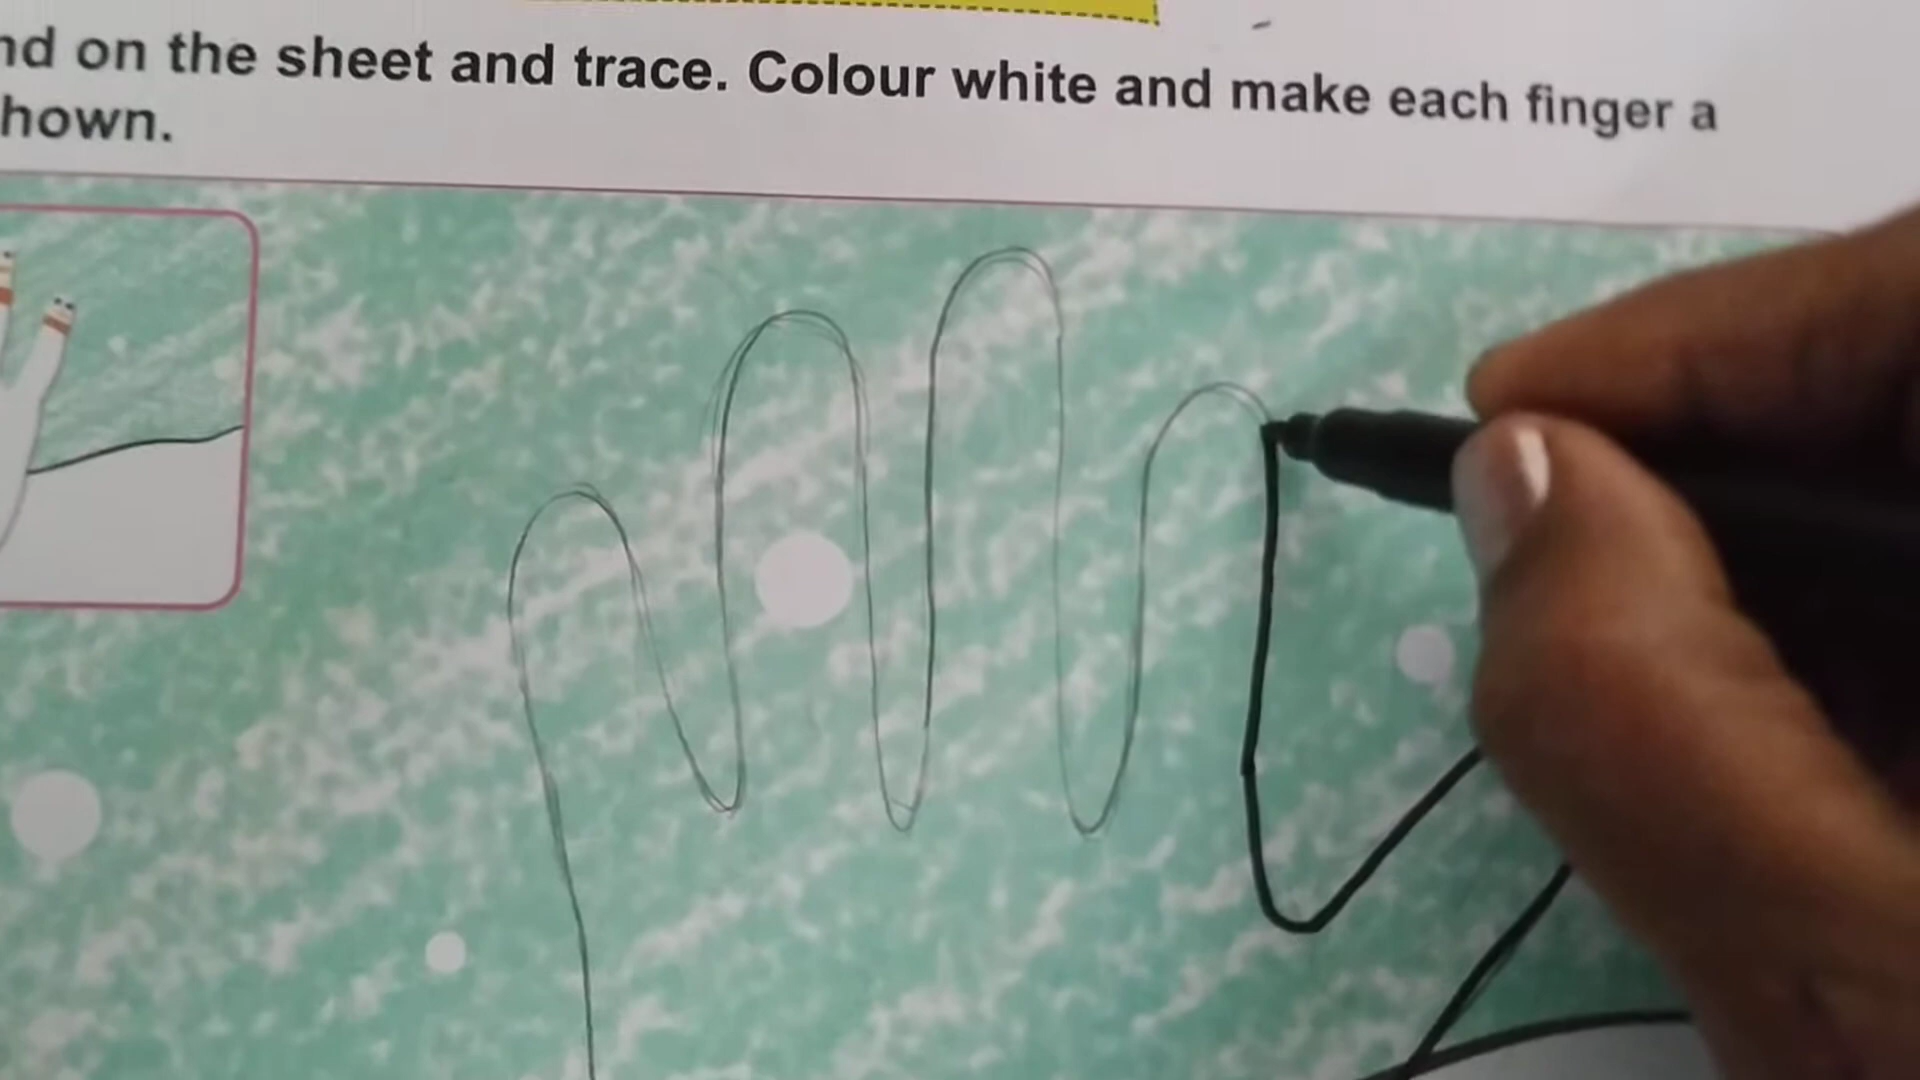 nd on the sheet and trace. Colour white and make each finger a
hown.